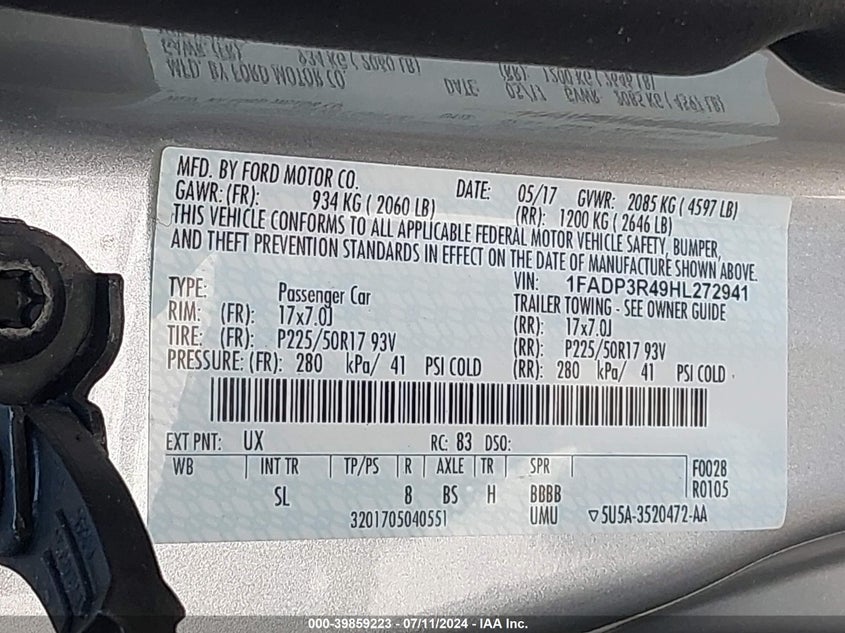 MFD. BY FORD MOTOR CO. DATE: 05/17 GVWR: 2085 KG ( 4597 LB)
GAWR: (FR): 934 KG ( 2060 LB) (RR): 1200 KG ( 2646 LB)
THIS VEHICLE CONFORMS TO ALL APPLICABLE FEDERAL MOTOR VEHICLE SAFETY, BUMPER,
AND THEFT PREVENTION STANDARDS IN EFFECT ON THE DATE OF MANUFACTURE SHOWN ABOVE.
VIN: 1FADP3R49HL272941
TYPE: Passenger Car TRAILER TOWING - SEE OWNER GUIDE
RIM: (FR): 17x7.0J (RR): 17x7.0J
TIRE: (FR): P225/50R17 93V (RR): P225/50R17 93V
PRESSURE: (FR): 280 kPa/ 41 PSI COLD (RR): 280 kPa/ 41 PSI COLD
EXT PNT: UX RC: 83 DSO:
WB INT TR TP/PS R AXLE TR SPR F0028
SL 8 BS H BBBB R0105
3201705040551 UMU ▽5U5A-3520472-AA
000-39859223 - 07/11/2024 - IAAI, Inc.